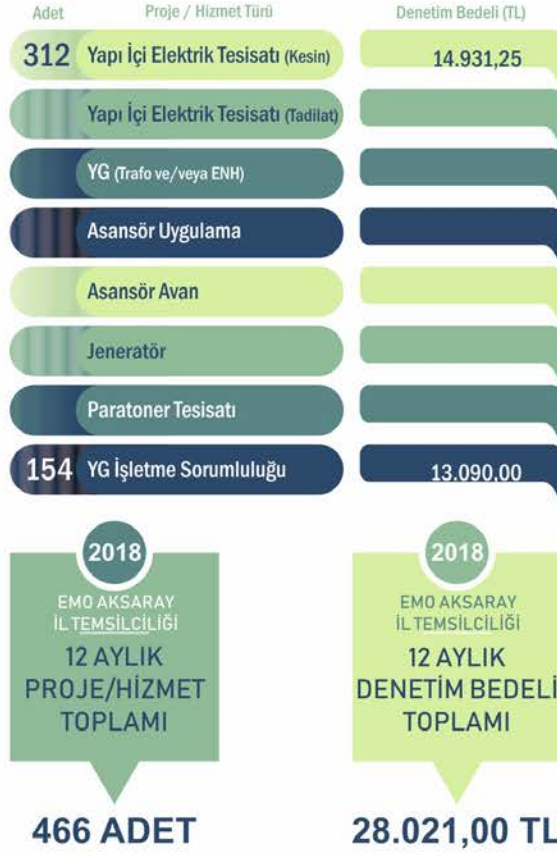 Adet Proje / Hizmet Türü Denetim Bedeli (TL)
312 Yapı İçi Elektrik Tesisatı (Kesin) 14.931,25
Yapı İçi Elektrik Tesisatı (Tadilat)
YG (Trafo ve/veya ENH)
Asansör Uygulama
Asansör Avan
Jeneratör
Paratoner Tesisatı
154 YG İşletme Sorumluluğu 13.090,00
2018
EMO AKSARAY
İL TEMSİLCİLİĞİ
12 AYLIK
PROJE/HİZMET
TOPLAMI
466 ADET
2018
EMO AKSARAY
İL TEMSİLCİLİĞİ
12 AYLIK
DENETİM BEDELİ
TOPLAMI
28.021,00 TL